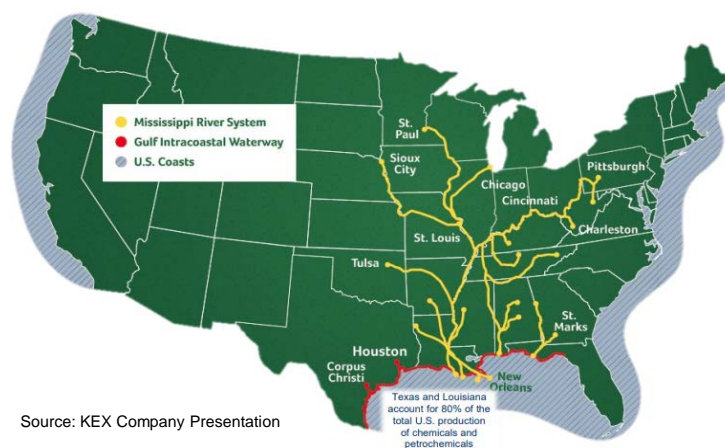 Mississippi River System
Gulf Intracoastal Waterway
U.S. Coasts
St.
Paul
Sioux
City
Chicago
Pittsburgh
Cincinnati
St. Louis
Charleston
Tulsa
St.
Marks
Houston
Corpus
Christi
New
Orleans
Texas and Louisiana
account for 80% of the
total U.S. production
of chemicals and
petrochemicals
Source: KEX Company Presentation